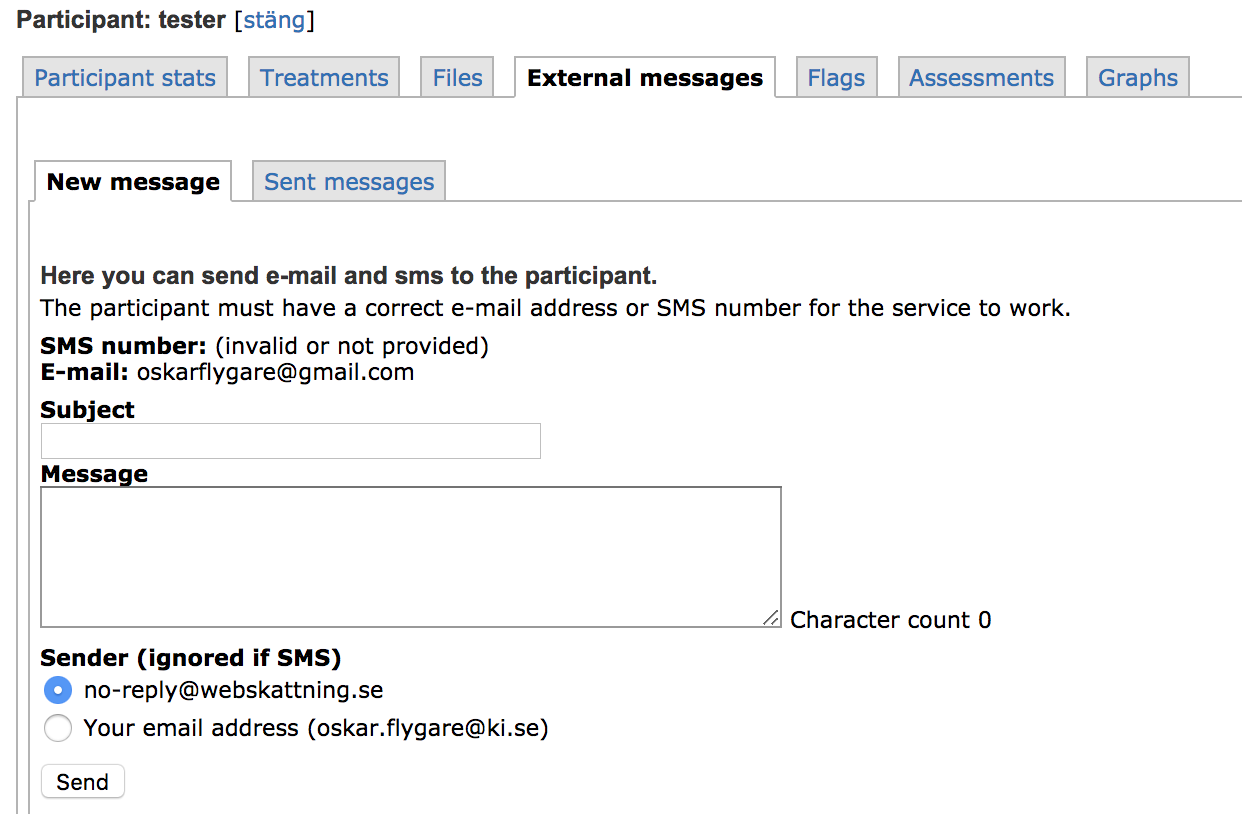 Participant: tester [stäng]
Participant stats Treatments Files External messages Flags Assessments Graphs
New message Sent messages
Here you can send e-mail and sms to the participant.
The participant must have a correct e-mail address or SMS number for the service to work.
SMS number: (invalid or not provided)
E-mail: oskarflygare@gmail.com
Subject
Message
Character count 0
Sender (ignored if SMS)
no-reply@webskattning.se
Your email address (oskar.flygare@ki.se)
Send